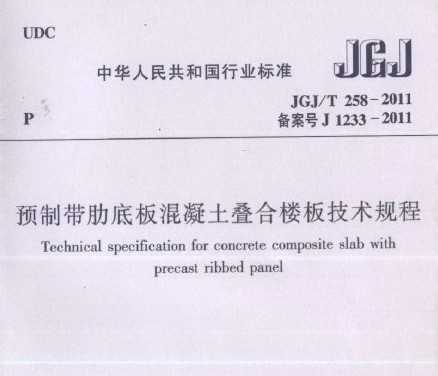 UDC
中华人民共和国行业标准 JGJ
JGJ/T 258-2011
P 备案号 J 1233-2011
预制带肋底板混凝土叠合楼板技术规程
Technical specification for concrete composite slab with
precast ribbed panel